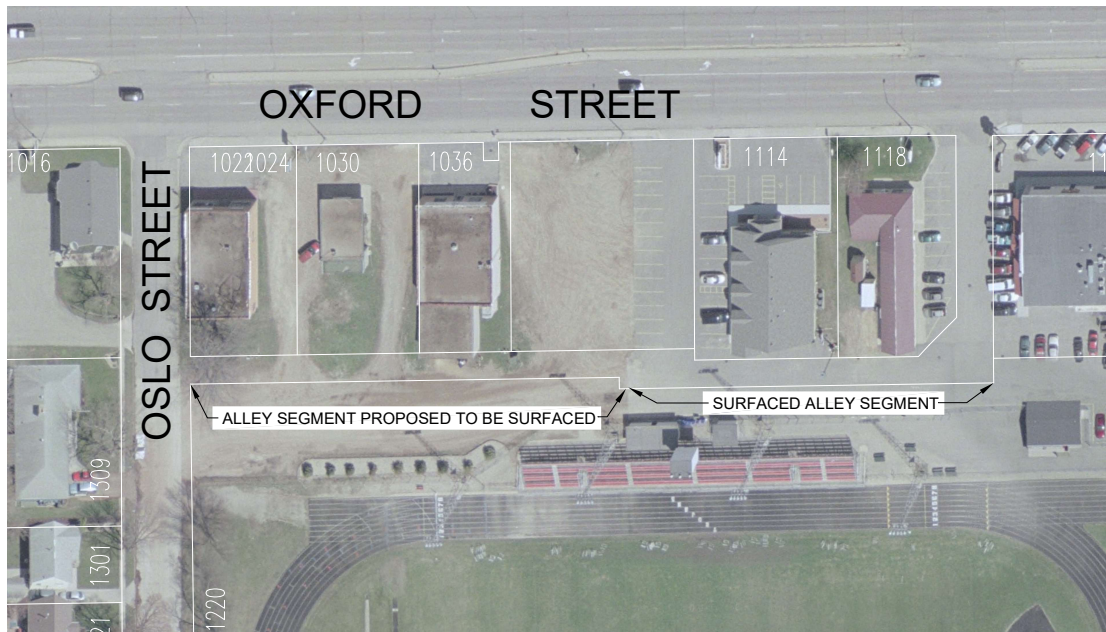 OXFORD STREET
1016
1022
1024
1030
1036
1114
1118
OSLO STREET
ALLEY SEGMENT PROPOSED TO BE SURFACED
SURFACED ALLEY SEGMENT
1309
1301
1220